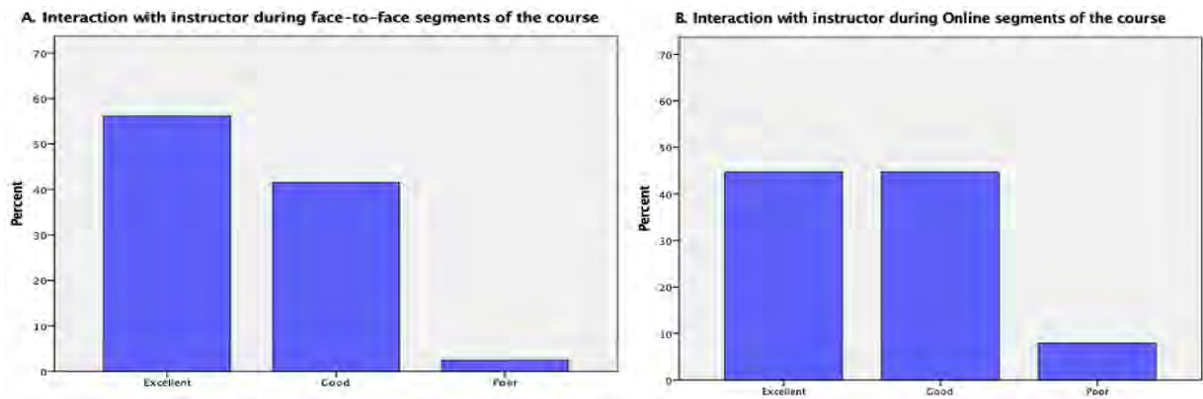 A. Interaction with instructor during face-to-face segments of the course
70
60
50
40
30
20
10
0
Percent
Excellent
Good
Poor
B. Interaction with instructor during Online segments of the course
70
60
50
40
30
20
10
0
Percent
Excellent
Good
Poor